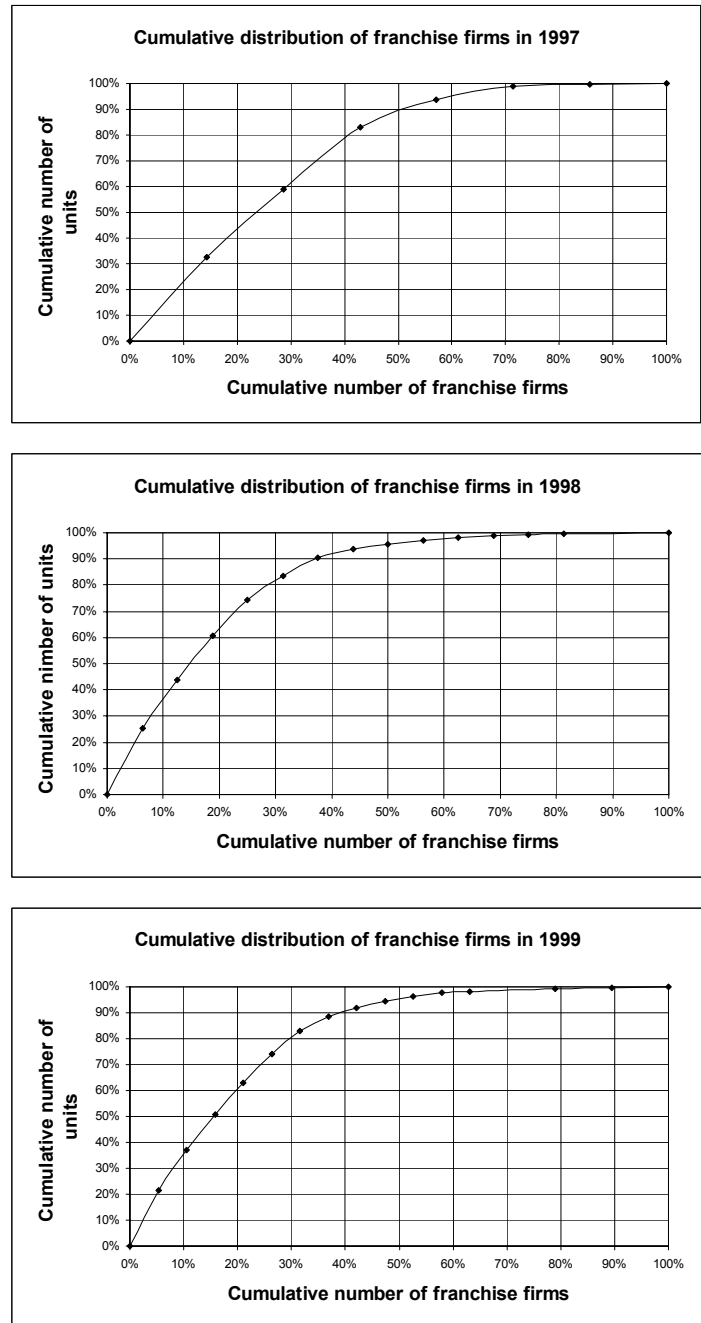 Cumulative distribution of franchise firms in 1997
Cumulative number of
units
100%
90%
80%
70%
60%
50%
40%
30%
20%
10%
0%
0% 10% 20% 30% 40% 50% 60% 70% 80% 90% 100%
Cumulative number of franchise firms
Cumulative distribution of franchise firms in 1998
Cumulative nimber of units
100%
90%
80%
70%
60%
50%
40%
30%
20%
10%
0%
0% 10% 20% 30% 40% 50% 60% 70% 80% 90% 100%
Cumulative number of franchise firms
Cumulative distribution of franchise firms in 1999
Cumulative number of
units
100%
90%
80%
70%
60%
50%
40%
30%
20%
10%
0%
0% 10% 20% 30% 40% 50% 60% 70% 80% 90% 100%
Cumulative number of franchise firms